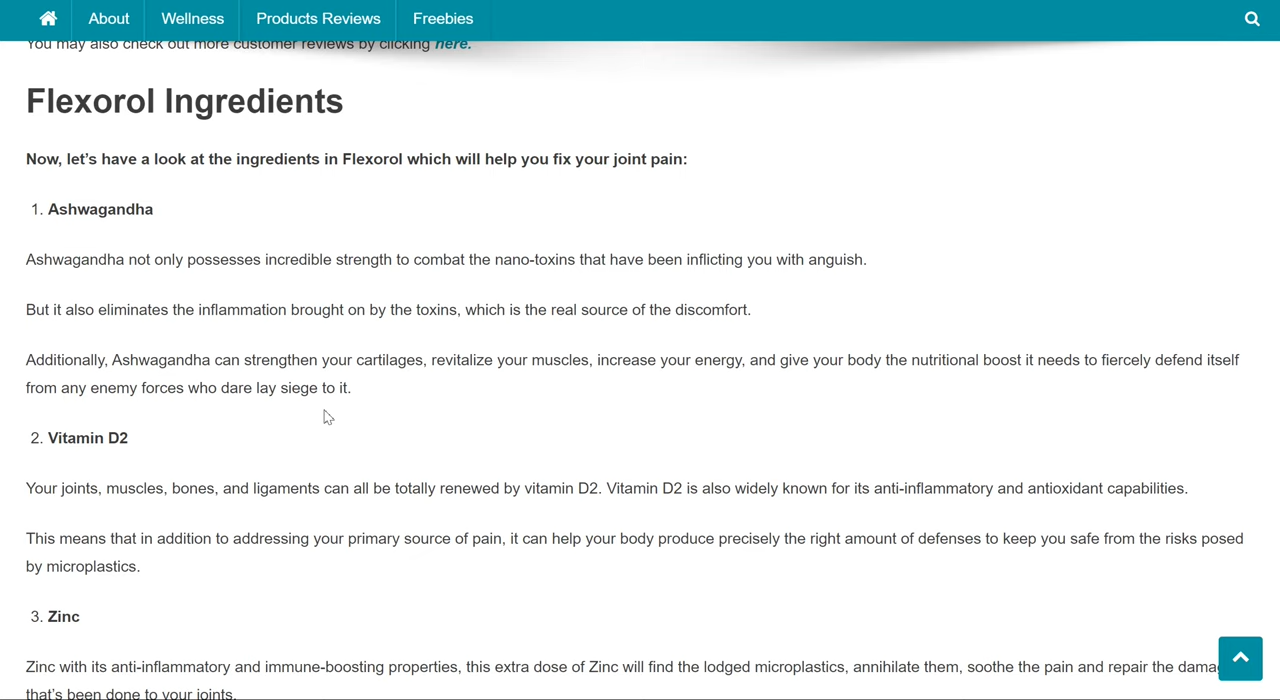 About Wellness Products Reviews Freebies
You may also check out more customer reviews by clicking here.
Flexorol Ingredients
Now, let’s have a look at the ingredients in Flexorol which will help you fix your joint pain:
1. Ashwagandha
Ashwagandha not only possesses incredible strength to combat the nano-toxins that have been inflicting you with anguish.
But it also eliminates the inflammation brought on by the toxins, which is the real source of the discomfort.
Additionally, Ashwagandha can strengthen your cartilages, revitalize your muscles, increase your energy, and give your body the nutritional boost it needs to fiercely defend itself
from any enemy forces who dare lay siege to it.
2. Vitamin D2
Your joints, muscles, bones, and ligaments can all be totally renewed by vitamin D2. Vitamin D2 is also widely known for its anti-inflammatory and antioxidant capabilities.
This means that in addition to addressing your primary source of pain, it can help your body produce precisely the right amount of defenses to keep you safe from the risks posed
by microplastics.
3. Zinc
Zinc with its anti-inflammatory and immune-boosting properties, this extra dose of Zinc will find the lodged microplastics, annihilate them, soothe the pain and repair the
that’s been done to your joints.